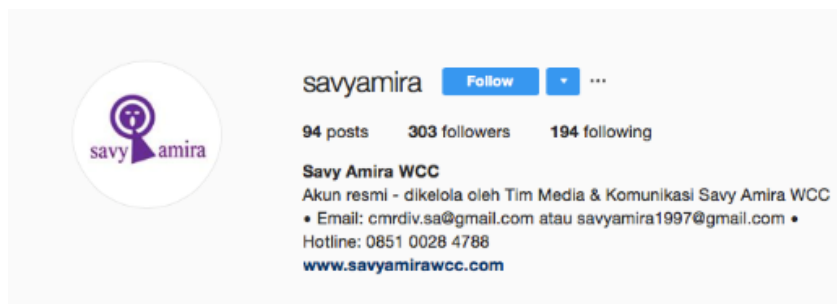 savy amira
savyamira Follow ...
94 posts 303 followers 194 following
Savy Amira WCC
Akun resmi - dikelola oleh Tim Media & Komunikasi Savy Amira WCC
• Email: cmrdiv.sa@gmail.com atau savyamira1997@gmail.com •
Hotline: 0851 0028 4788
www.savyamirawcc.com